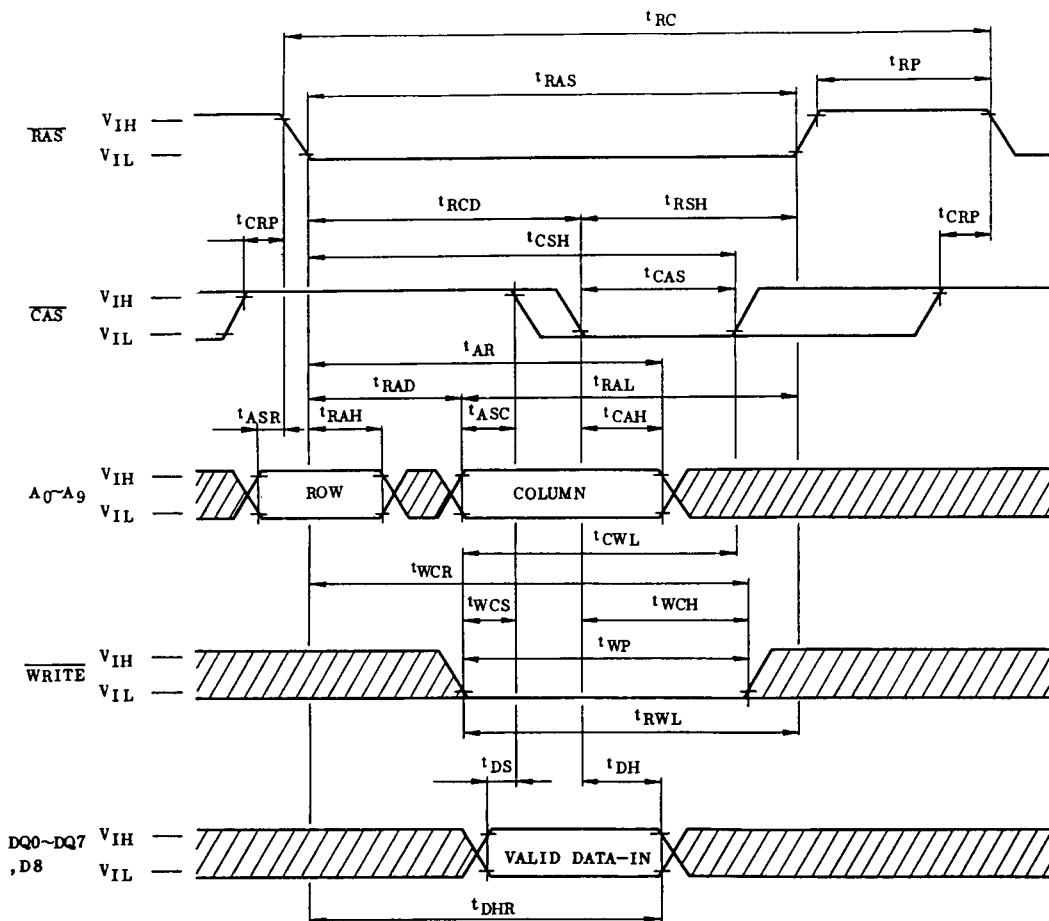 tRC
tRAS
tRP
RAS
VIH
VIL
tRCD
tRSH
tCRP
tCRP
tCSH
tCAS
CAS
VIH
VIL
tAR
tRAD
tRAL
tASR
tRAH
tASC
tCAH
A0~A9
VIH
VIL
ROW
COLUMN
tCWL
tWCR
tWCS
tWCH
tWP
WRITE
VIH
VIL
tRWL
tDS
tDH
DQ0~DQ7
,D8
VIH
VIL
VALID DATA-IN
tDHR